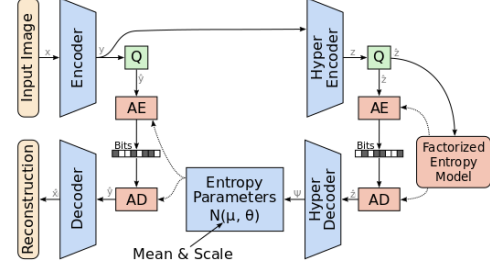 Input Image
x
Encoder
y
Q
ŷ
AE
Bits
AD
ŷ
Decoder
x̂
Reconstruction
Hyper
Encoder
z
Q
ẑ
ẑ
AE
Bits
AD
ẑ
Factorized
Entropy
Model
Hyper
Decoder
Ψ
Entropy
Parameters
N(μ, θ)
Mean & Scale